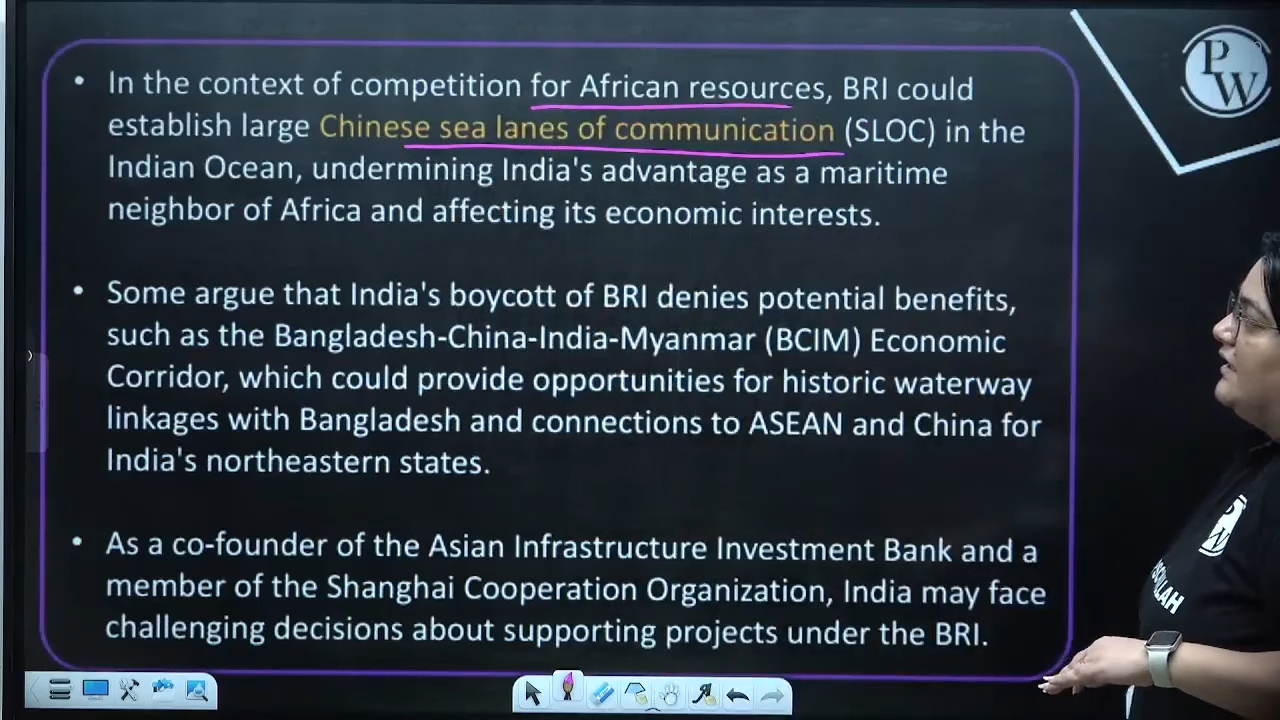 • In the context of competition for African resources, BRI could
establish large Chinese sea lanes of communication (SLOC) in the
Indian Ocean, undermining India's advantage as a maritime
neighbor of Africa and affecting its economic interests.
• Some argue that India's boycott of BRI denies potential benefits,
such as the Bangladesh-China-India-Myanmar (BCIM) Economic
Corridor, which could provide opportunities for historic waterway
linkages with Bangladesh and connections to ASEAN and China for
India's northeastern states.
• As a co-founder of the Asian Infrastructure Investment Bank and a
member of the Shanghai Cooperation Organization, India may face
challenging decisions about supporting projects under the BRI.
PW
PW